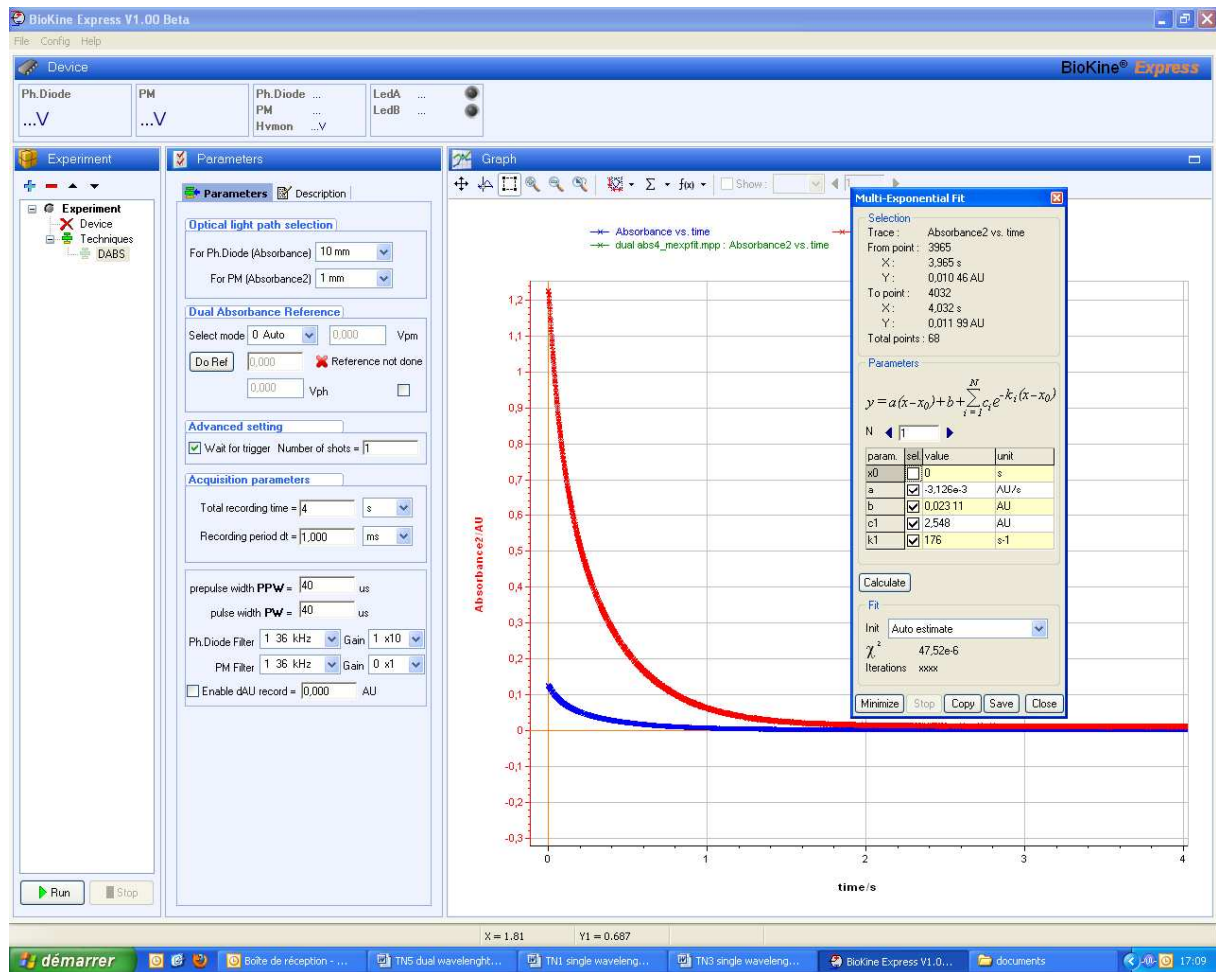 BioKine Express V1.00 Beta
File Config Help
Device
BioKine® Express
Ph.Diode
...V
PM
...V
Ph.Diode ...
PM ...
Hvmon ...V
LedA ...
LedB ...
Experiment
Experiment
Device
Techniques
DABS
Run
Stop
Parameters
Parameters
Description
Optical light path selection
For Ph.Diode (Absorbance) 10 mm
For PM (Absorbance2) 1 mm
Dual Absorbance Reference
Select mode 0 Auto 0,000 Vpm
Do Ref 0,000 Reference not done
0,000 Vph
Advanced setting
Wait for trigger Number of shots = 1
Acquisition parameters
Total recording time = 4 s
Recording period dt = 1,000 ms
prepulse width PPW = 40 us
pulse width PW = 40 us
Ph.Diode Filter 1 36 kHz Gain 1 x10
PM Filter 1 36 kHz Gain 0 x1
Enable dAU record = 0,000 AU
Graph
Σ f(x) Show: 1
Absorbance vs. time
dual abs4_mexpfit.mpp : Absorbance2 vs. time
1,2
1,1
1
0,9
0,8
0,7
0,6
0,5
0,4
0,3
0,2
0,1
0
-0,1
-0,2
-0,3
Absorbance2/AU
0 1 2 3 4
time/s
Multi-Exponential Fit
Selection
Trace : Absorbance2 vs. time
From point : 3965
X : 3,965 s
Y : 0,010 46 AU
To point : 4032
X : 4,032 s
Y : 0,011 99 AU
Total points : 68
Parameters
y = a(x-x₀)+b+∑ᵢ₌₁ᴺ cᵢe^-kᵢ(x-x₀)
N 1
param. sel. value unit
x0 0 s
a -3,126e-3 AU/s
b 0,023 11 AU
c1 2,548 AU
k1 176 s-1
Calculate
Fit
Init Auto estimate
χ² 47,52e-6
Iterations xxxx
Minimize Stop Copy Save Close
X = 1.81 Y1 = 0.687
démarrer
Boîte de réception - ...
TN5 dual wavelenght...
TN1 single waveleng...
TN3 single waveleng...
BioKine Express V1.0...
documents
17:09